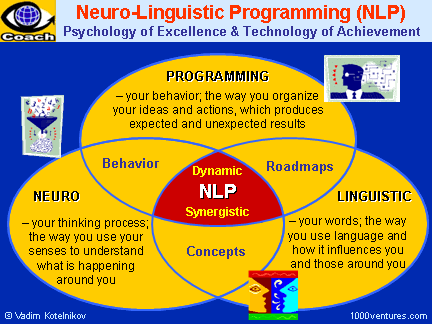 Coach
Neuro-Linguistic Programming (NLP)
Psychology of Excellence & Technology of Achievement
PROGRAMMING
– your behavior; the way you organize
your ideas and actions, which produces
expected and unexpected results
Behavior
Roadmaps
Dynamic
NLP
Synergistic
NEURO
– your thinking process;
the way you use your
senses to understand
what is happening
around you
LINGUISTIC
– your words; the way
you use language and
how it influences you
and those around you
Concepts
© Vadim Kotelnikov
1000ventures.com